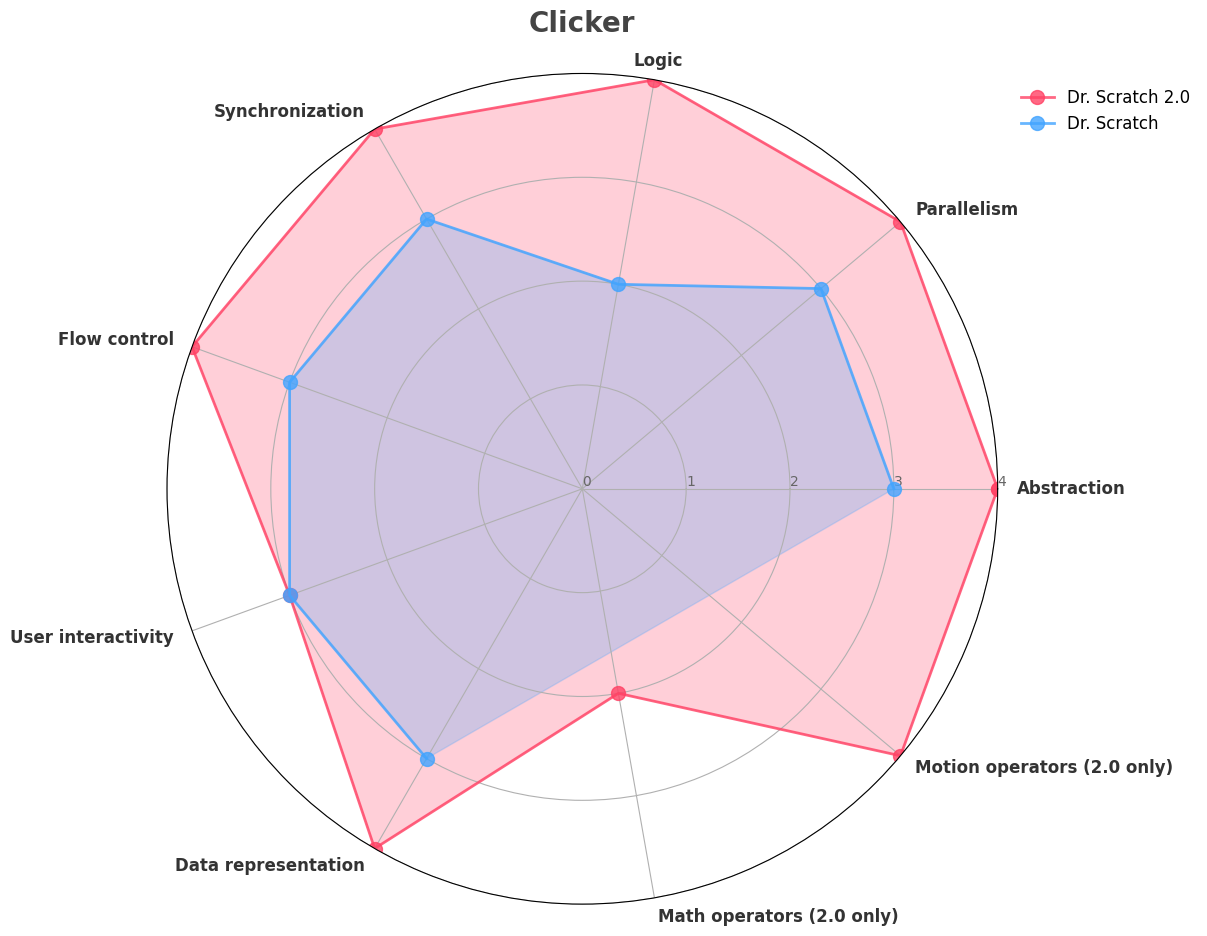 Clicker
Logic
Dr. Scratch 2.0
Dr. Scratch
Synchronization
Parallelism
Flow control
0
1
2
3
4
Abstraction
User interactivity
Motion operators (2.0 only)
Data representation
Math operators (2.0 only)